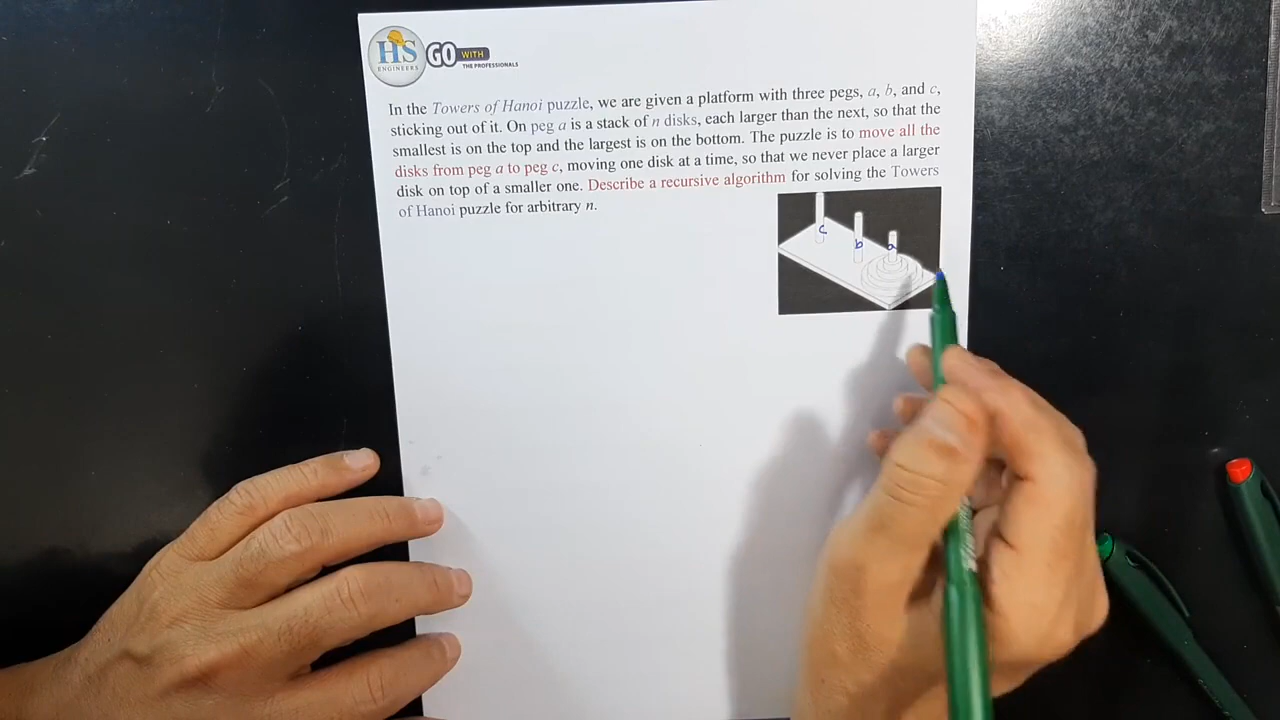 HS
ENGINEERS
GO WITH
THE PROFESSIONALS
In the Towers of Hanoi puzzle, we are given a platform with three pegs, a, b, and c,
sticking out of it. On peg a is a stack of n disks, each larger than the next, so that the
smallest is on the top and the largest is on the bottom. The puzzle is to move all the
disks from peg a to peg c, moving one disk at a time, so that we never place a larger
disk on top of a smaller one. Describe a recursive algorithm for solving the Towers
of Hanoi puzzle for arbitrary n.
c
b
a